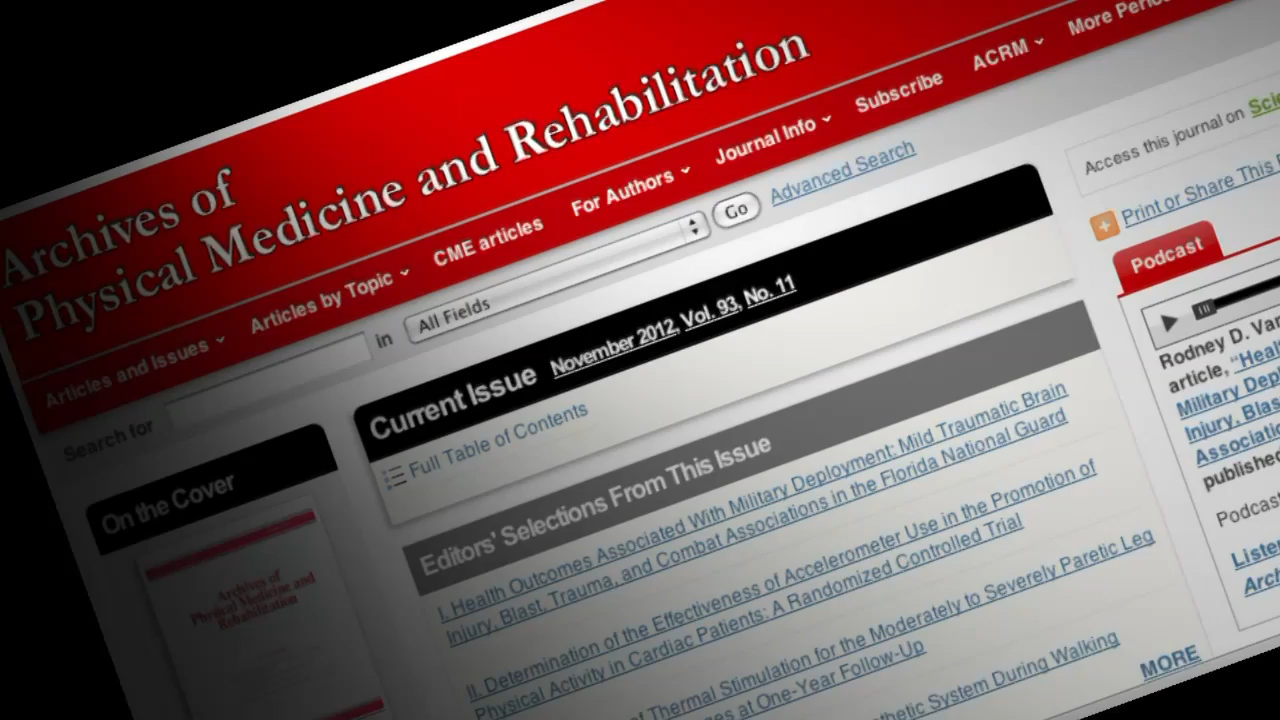 Archives of
Physical Medicine and Rehabilitation
Articles and Issues
Articles by Topic
CME articles
For Authors
Journal Info
Subscribe
ACRM
More
Search for
in
All Fields
Go
Advanced Search
Access this journal on
Print or Share This
On the Cover
Archives of
Physical Medicine and
Rehabilitation
Current Issue November 2012, Vol. 93, No. 11
Full Table of Contents
Editors' Selections From This Issue
I. Health Outcomes Associated With Military Deployment: Mild Traumatic Brain
Injury, Blast, Trauma, and Combat Associations in the Florida National Guard
II. Determination of the Effectiveness of Accelerometer Use in the Promotion of
Physical Activity in Cardiac Patients: A Randomized Controlled Trial
of Thermal Stimulation for the Moderately to Severely Paretic Leg
at One-Year Follow-Up
System During Walking
MORE
Podcast
Rodney D.
article,
Military
Injury,
published